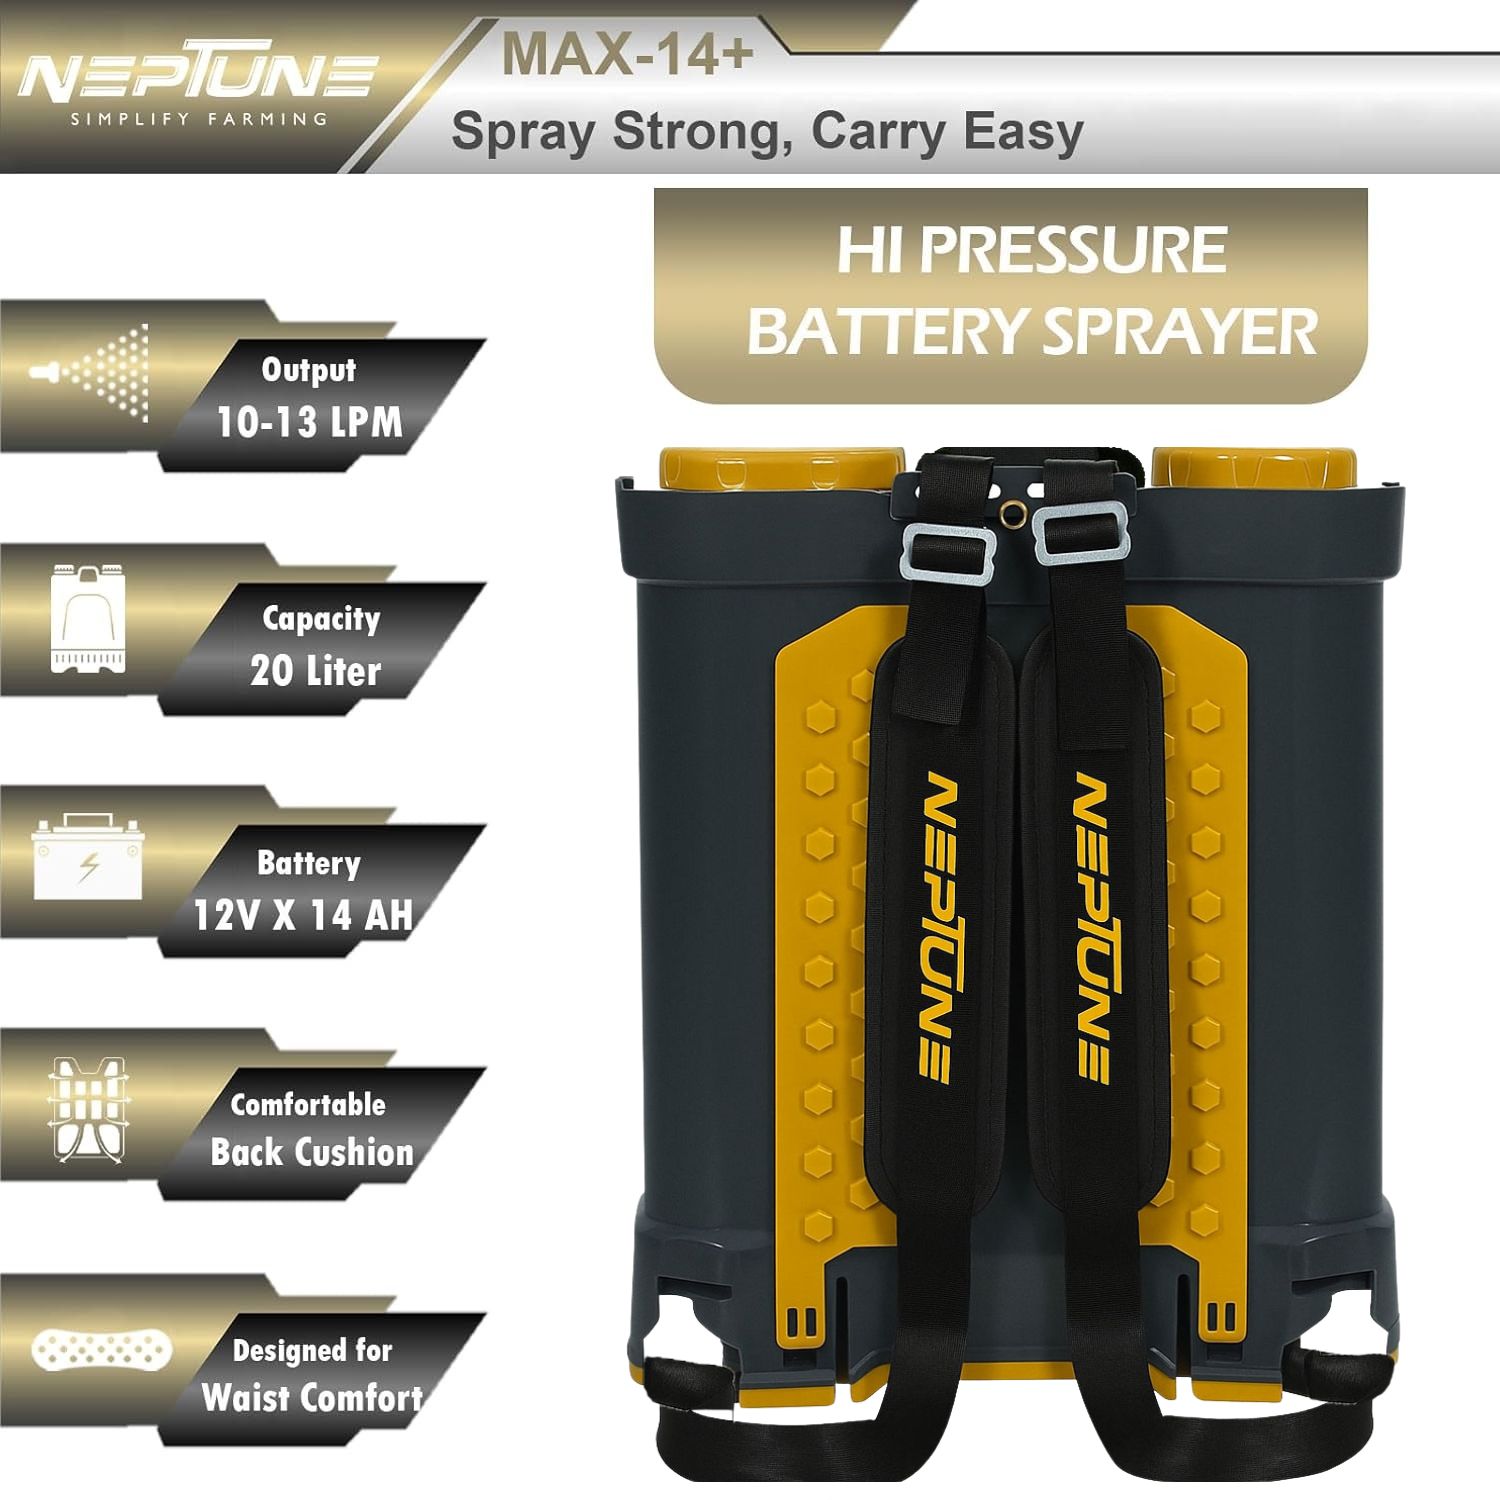 NEPTUNE
SIMPLIFY FARMING
MAX-14+
Spray Strong, Carry Easy
HI PRESSURE
BATTERY SPRAYER
Output
10-13 LPM
Capacity
20 Liter
Battery
12V X 14 AH
Comfortable
Back Cushion
Designed for
Waist Comfort
NEPTUNE
NEPTUNE